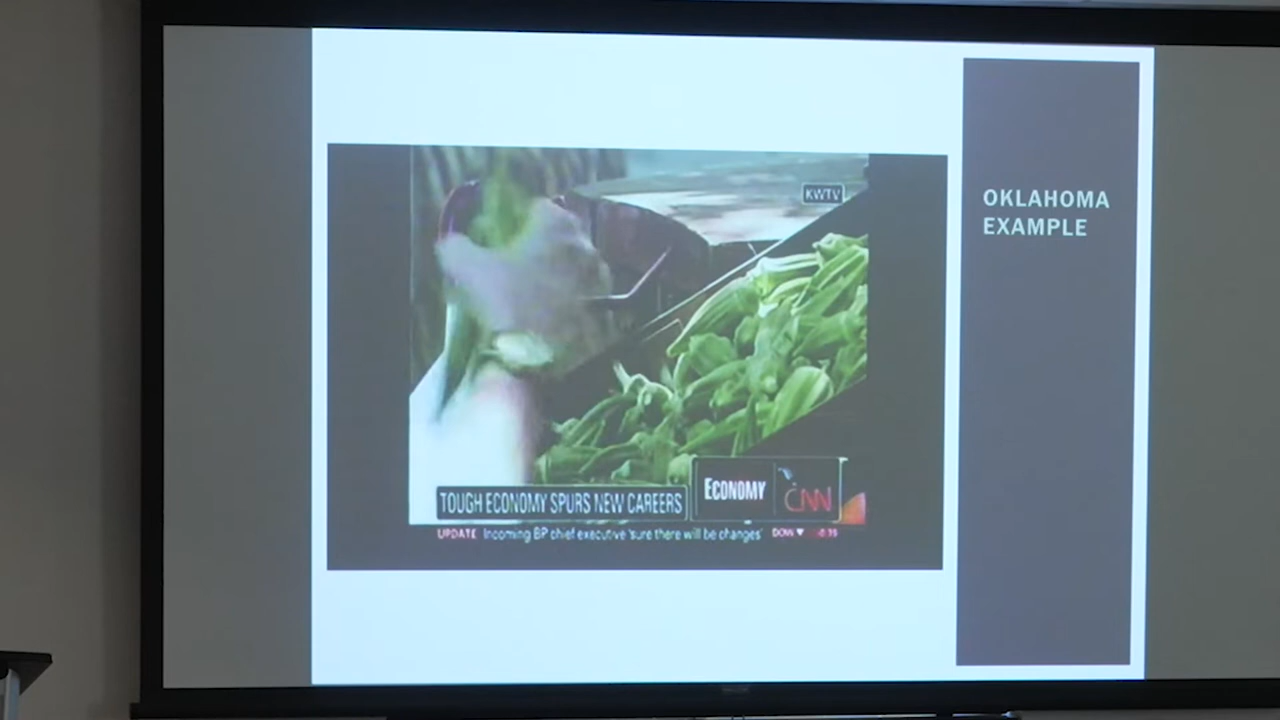 KWTV
OKLAHOMA
EXAMPLE
TOUGH ECONOMY SPURS NEW CAREERS
ECONOMY
CNN
UPDATE Incoming BP chief executive 'sure there will be changes' DOW ▼